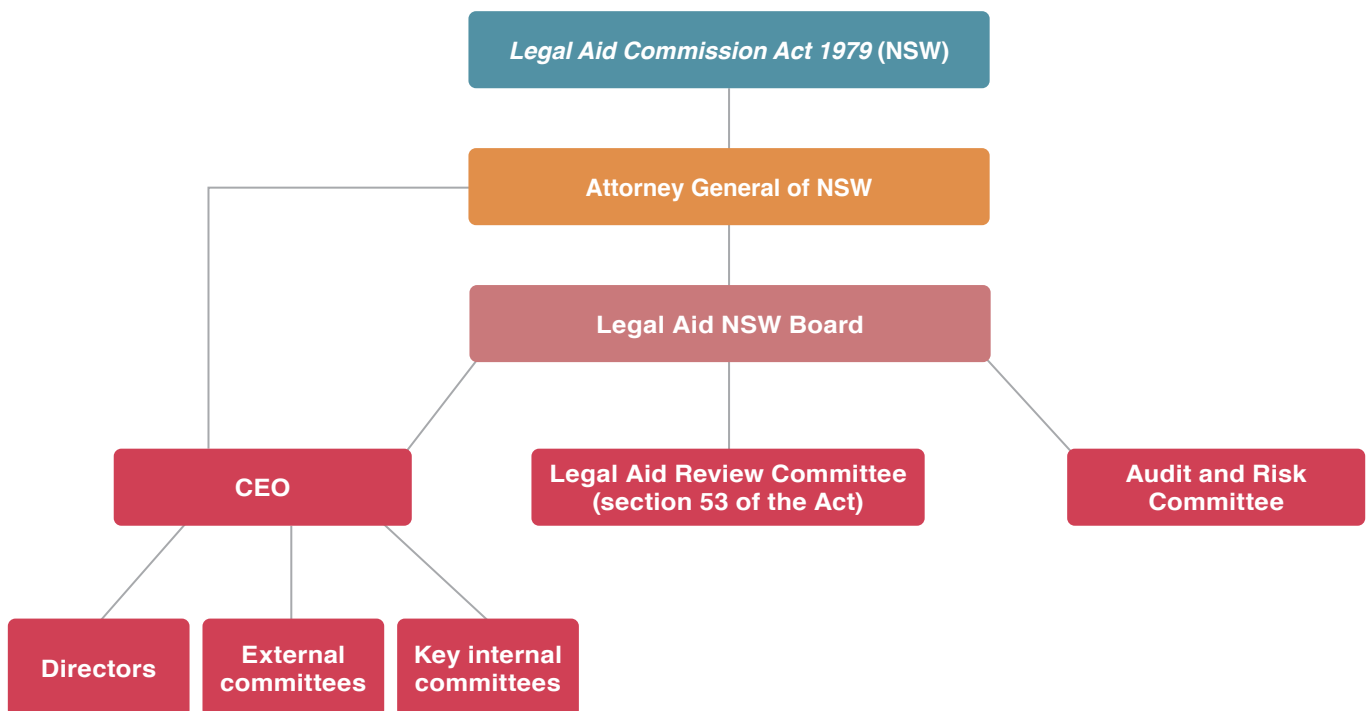 Legal Aid Commission Act 1979 (NSW)
Attorney General of NSW
Legal Aid NSW Board
CEO
Legal Aid Review Committee
(section 53 of the Act)
Audit and Risk
Committee
Directors
External
committees
Key internal
committees